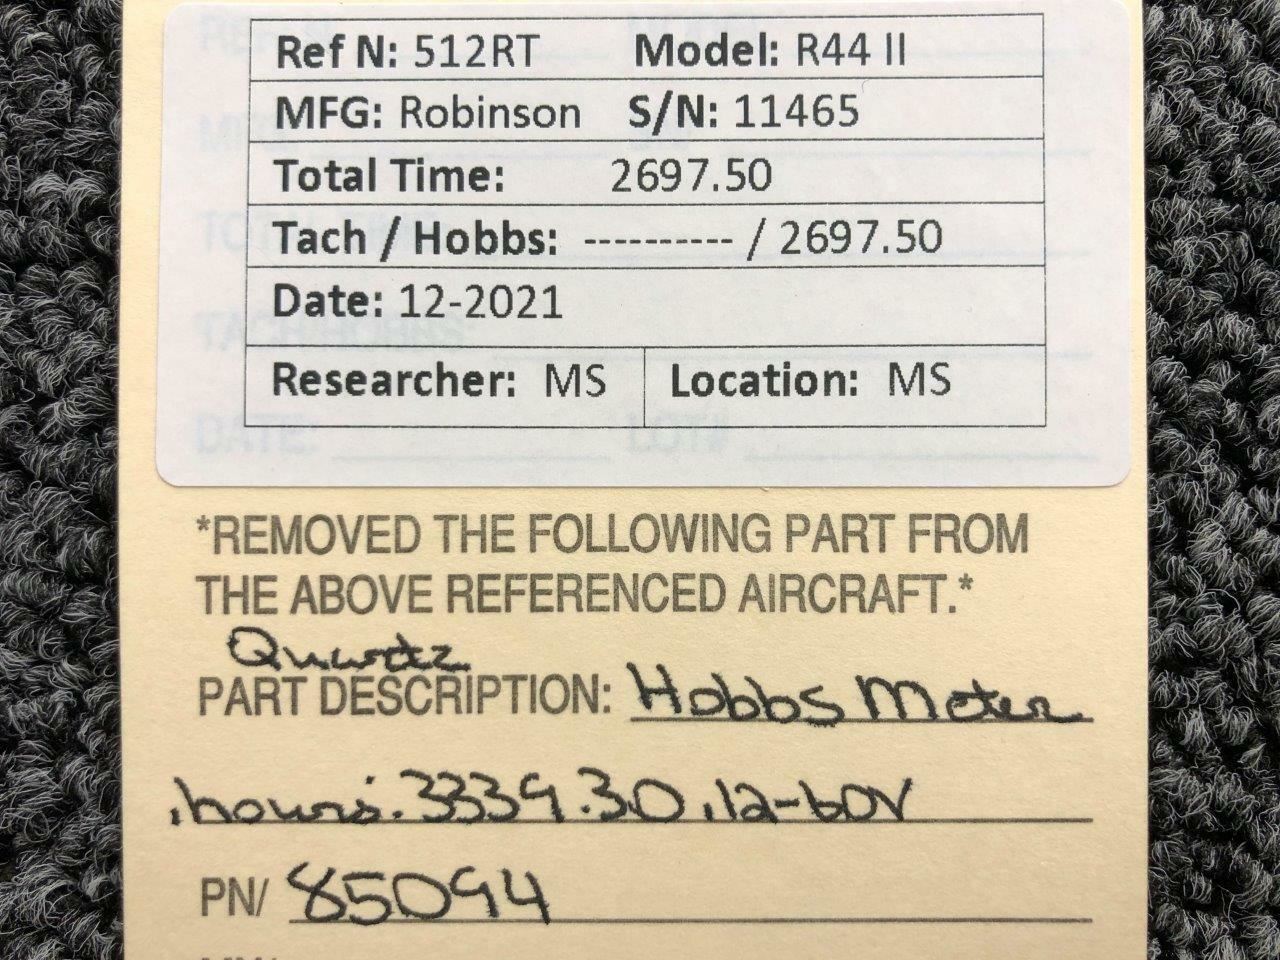 Ref N: 512RT Model: R44 II
MFG: Robinson S/N: 11465
Total Time: 2697.50
Tach / Hobbs: ---------- / 2697.50
Date: 12-2021
Researcher: MS Location: MS
DATE: LOT#
*REMOVED THE FOLLOWING PART FROM
THE ABOVE REFERENCED AIRCRAFT.*
Quartz
PART DESCRIPTION: Hobbs Meter
,hours:3339.30,12-60V
PN/ 85094